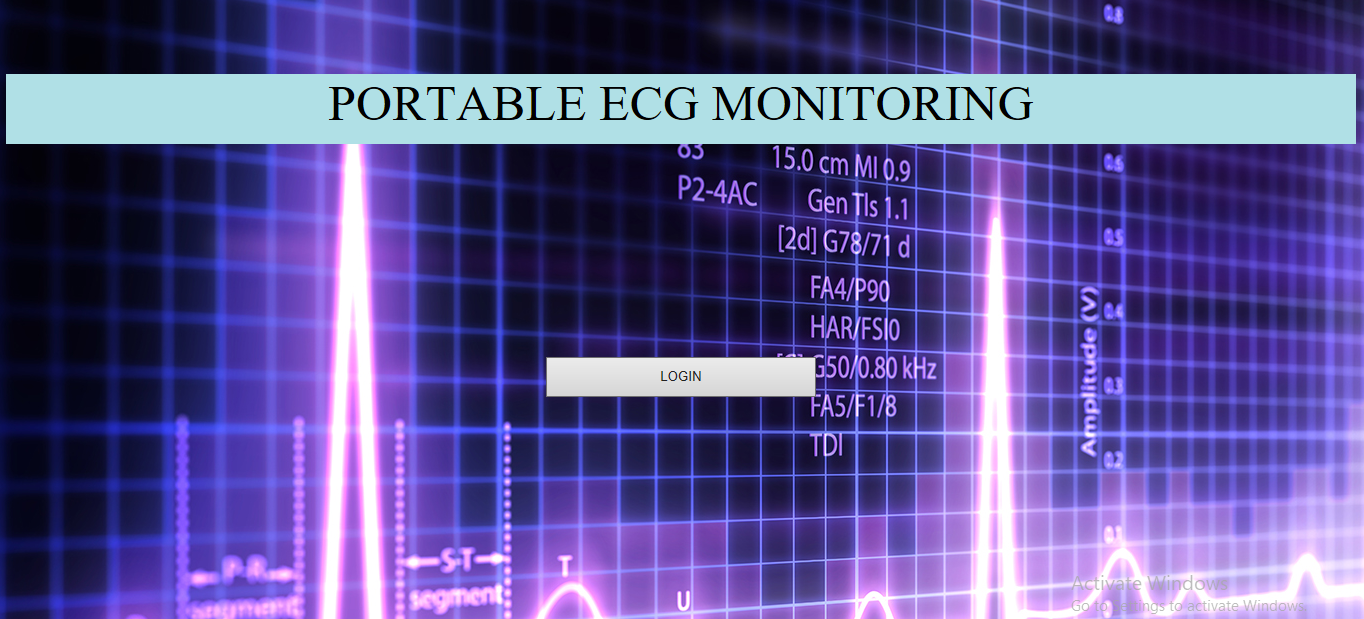 0.8
PORTABLE ECG MONITORING
15.0 cm MI 0.9
0.6
P2-4AC
Gen Tls 1.1
[2d] G78/71 d
0.5
FA4/P90
0.4
HAR/FSI0
Amplitude (V)
LOGIN
G50/0.80 kHz
0.3
FA5/F1/8
TDI
0.2
0.1
P-R
segment
S-T
segment
T
U
Activate Windows
Go to Settings to activate Windows.